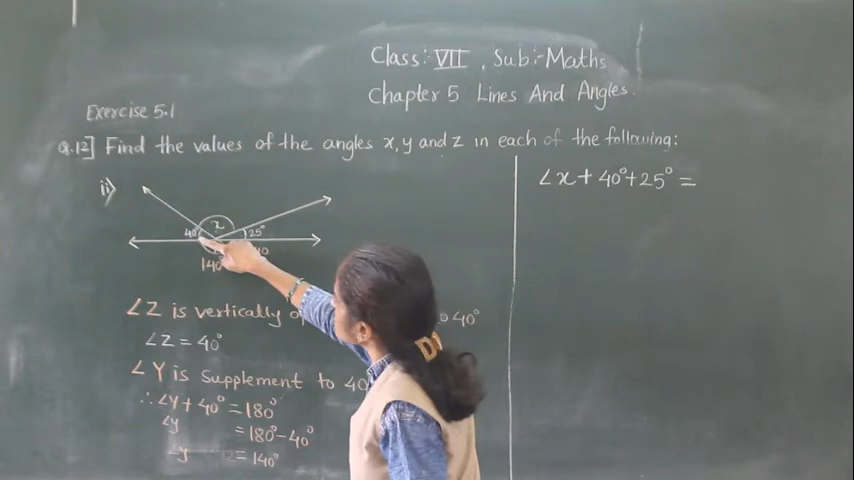 Class:- VII, Sub:- Maths
Chapter 5 Lines And Angles.
Exercise 5.1
Q.12] Find the values of the angles x, y and z in each of the following:
ii)
x
40° 25°
140°
∠Z is vertically 40°
∠Z = 40°
∠Y is Supplement to 40
∴ ∠y + 40° = 180°
∠y = 180° - 40°
∠y = 140°
∠x + 40° + 25° =